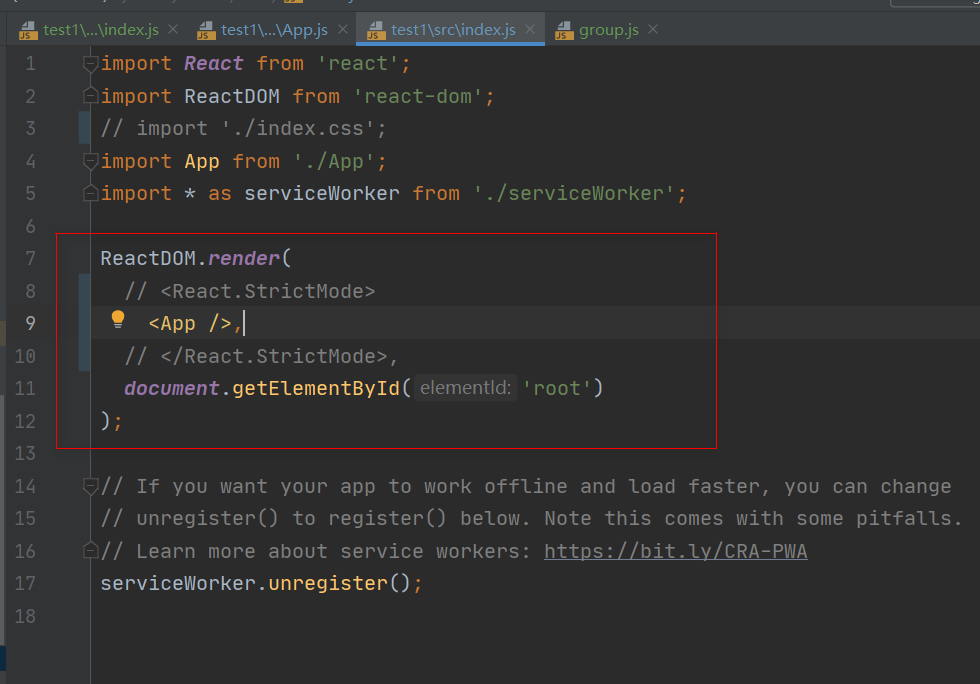 test1\...\index.js test1\...\App.js test1\src\index.js group.js
1 import React from 'react';
2 import ReactDOM from 'react-dom';
3 // import './index.css';
4 import App from './App';
5 import * as serviceWorker from './serviceWorker';
6
7 ReactDOM.render(
8 // <React.StrictMode>
9 <App />,
10 // </React.StrictMode>,
11 document.getElementById( elementId: 'root')
12 );
13
14 // If you want your app to work offline and load faster, you can change
15 // unregister() to register() below. Note this comes with some pitfalls.
16 // Learn more about service workers: https://bit.ly/CRA-PWA
17 serviceWorker.unregister();
18